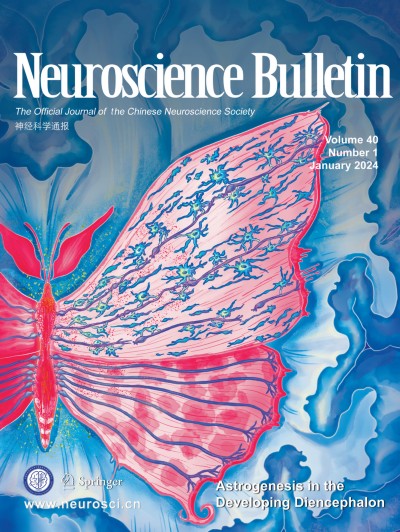 Neuroscience Bulletin
The Official Journal of the Chinese Neuroscience Society
神经科学通报
Volume 40
Number 1
January 2024
Springer
www.neurosci.cn
Astrogenesis in the
Developing Diencephalon